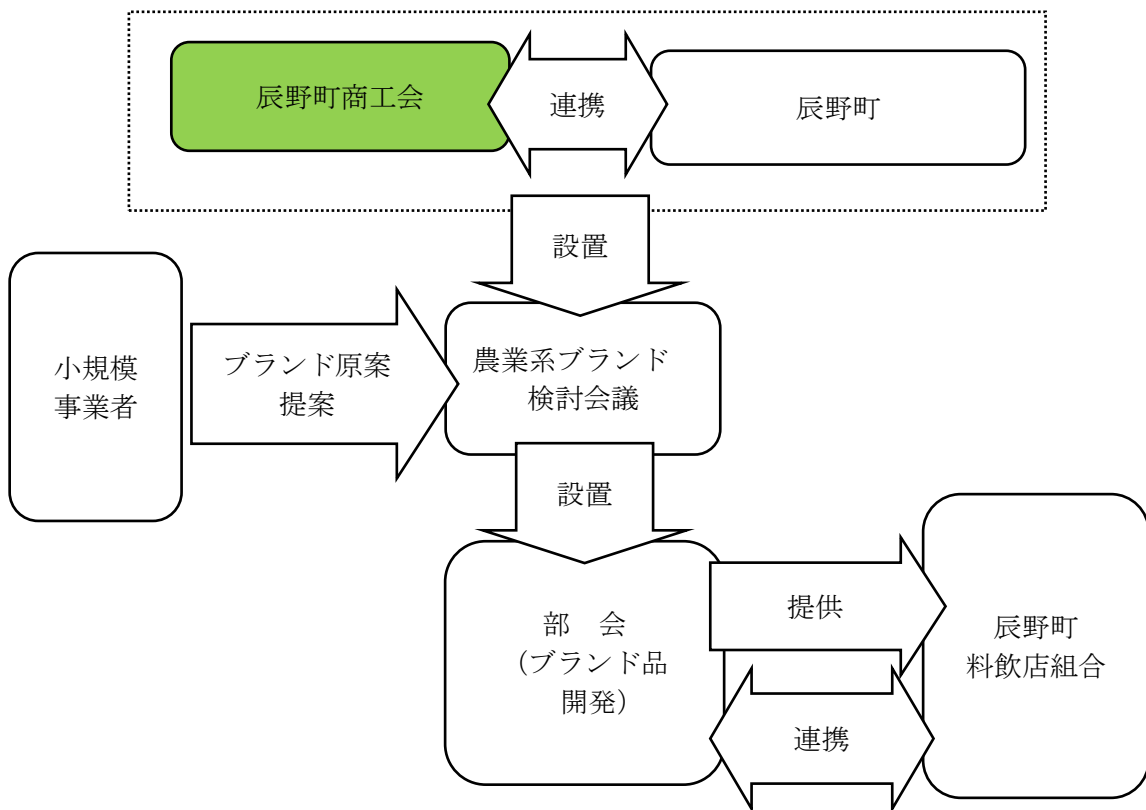 辰野町商工会
連携
辰野町
設置
小規模
事業者
ブランド原案
提案
農業系ブランド
検討会議
設置
部　会
（ブランド品
開発）
提供
連携
辰野町
料飲店組合